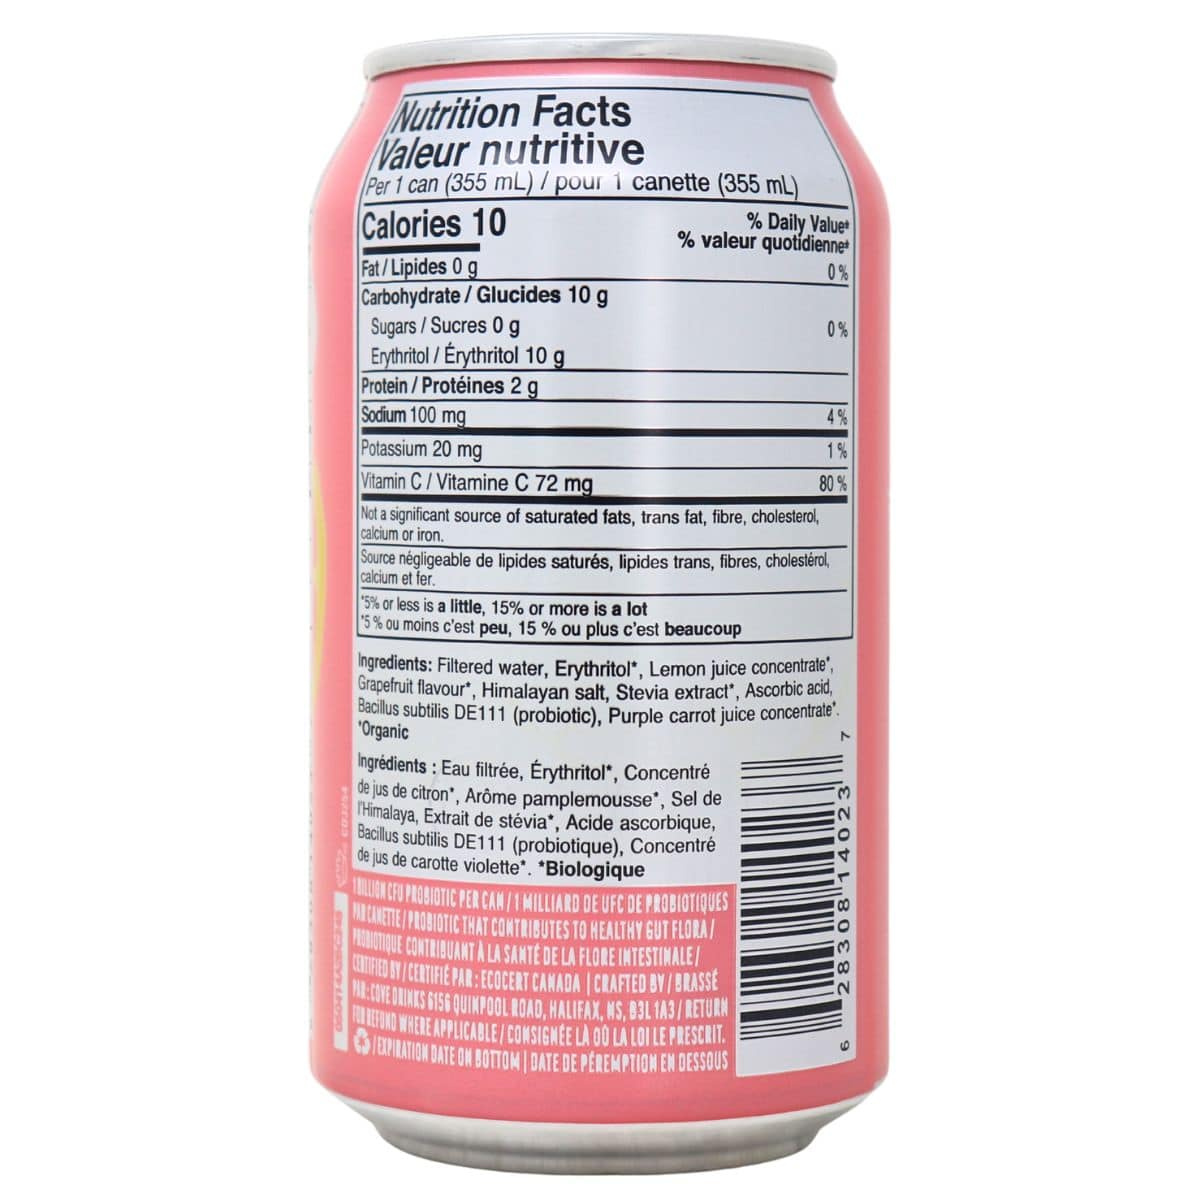 Nutrition Facts
Valeur nutritive
Per 1 can (355 mL) / pour 1 canette (355 mL)
Calories 10
% Daily Value*
% valeur quotidienne*
Fat / Lipides 0 g 0 %
Carbohydrate / Glucides 10 g
Sugars / Sucres 0 g 0 %
Erythritol / Érythritol 10 g
Protein / Protéines 2 g
Sodium 100 mg 4 %
Potassium 20 mg 1 %
Vitamin C / Vitamine C 72 mg 80 %
Not a significant source of saturated fats, trans fat, fibre, cholesterol,
calcium or iron.
Source négligeable de lipides saturés, lipides trans, fibres, cholestérol,
calcium et fer.
*5% or less is a little, 15% or more is a lot
*5 % ou moins c'est peu, 15 % ou plus c'est beaucoup
Ingredients: Filtered water, Erythritol*, Lemon juice concentrate*,
Grapefruit flavour*, Himalayan salt, Stevia extract*, Ascorbic acid,
Bacillus subtilis DE111 (probiotic), Purple carrot juice concentrate*.
*Organic
Ingrédients : Eau filtrée, Érythritol*, Concentré
de jus de citron*, Arôme pamplemousse*, Sel de
l'Himalaya, Extrait de stévia*, Acide ascorbique,
Bacillus subtilis DE111 (probiotique), Concentré
de jus de carotte violette*. *Biologique
1 BILLION CFU PROBIOTIC PER CAN / 1 MILLIARD DE UFC DE PROBIOTIQUES
PAR CANETTE / PROBIOTIC THAT CONTRIBUTES TO HEALTHY GUT FLORA /
PROBIOTIQUE CONTRIBUANT À LA SANTÉ DE LA FLORE INTESTINALE /
CERTIFIED BY / CERTIFIÉ PAR : ECOCERT CANADA | CRAFTED BY / BRASSÉ
PAR : COVE DRINKS 6156 QUINPOOL ROAD, HALIFAX, NS, B3L 1A3 / RETURN
FOR REFUND WHERE APPLICABLE / CONSIGNÉE LÀ OÙ LA LOI LE PRESCRIT.
/ EXPIRATION DATE ON BOTTOM | DATE DE PÉREMPTION EN DESSOUS
6 28308 14023 7